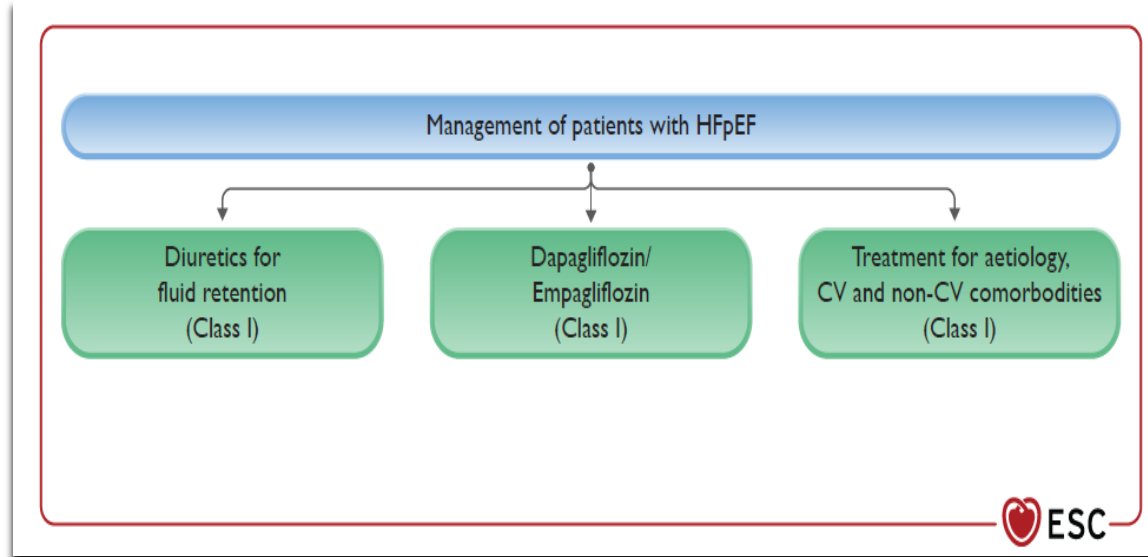 Management of patients with HFpEF
Diuretics for
fluid retention
(Class I)
Dapagliflozin/
Empagliflozin
(Class I)
Treatment for aetiology,
CV and non-CV comorbodities
(Class I)
ESC